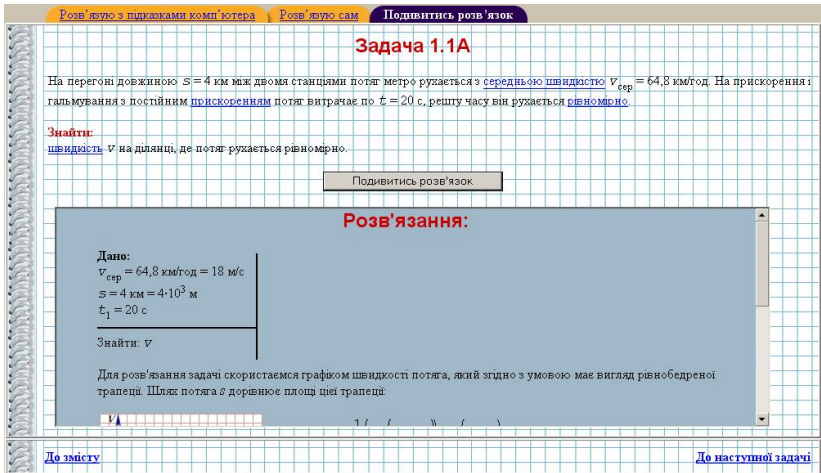 Розв'язую з підказками комп'ютера Розв'язую сам Подивитись розв'язок
Задача 1.1А
На перегоні довжиною s = 4 км між двома станціями потяг метро рухається з середньою швидкістю v сер = 64,8 км/год. На прискорення і
гальмування з постійним прискоренням потяг витрачає по t = 20 с, решту часу він рухається рівномірно.
Знайти:
швидкість v на ділянці, де потяг рухається рівномірно.
Подивитись розв'язок
Розв'язання:
Дано:
v сер = 64,8 км/год = 18 м/с
s = 4 км = 4·10³ м
t₁ = 20 с
Знайти: v
Для розв'язання задачі скористаємся графіком швидкості потяга, який згідно з умовою має вигляд рівнобедреної
трапеції. Шлях потяга s дорівнює площі цієї трапеції:
До змісту До наступної задачі